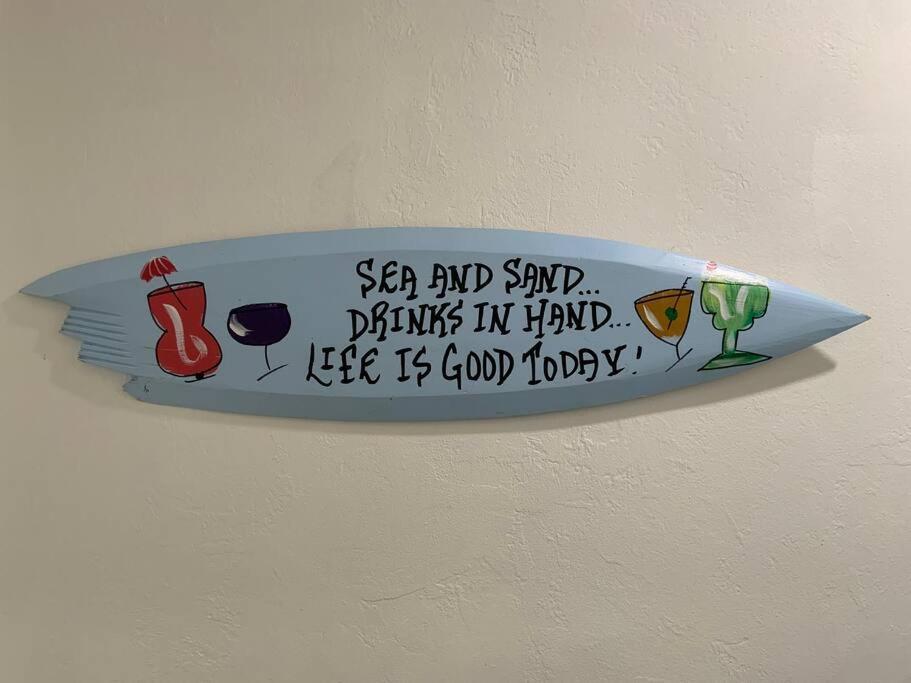 SEA AND SAND...
DRINKS IN HAND...
LIFE IS GOOD TODAY!